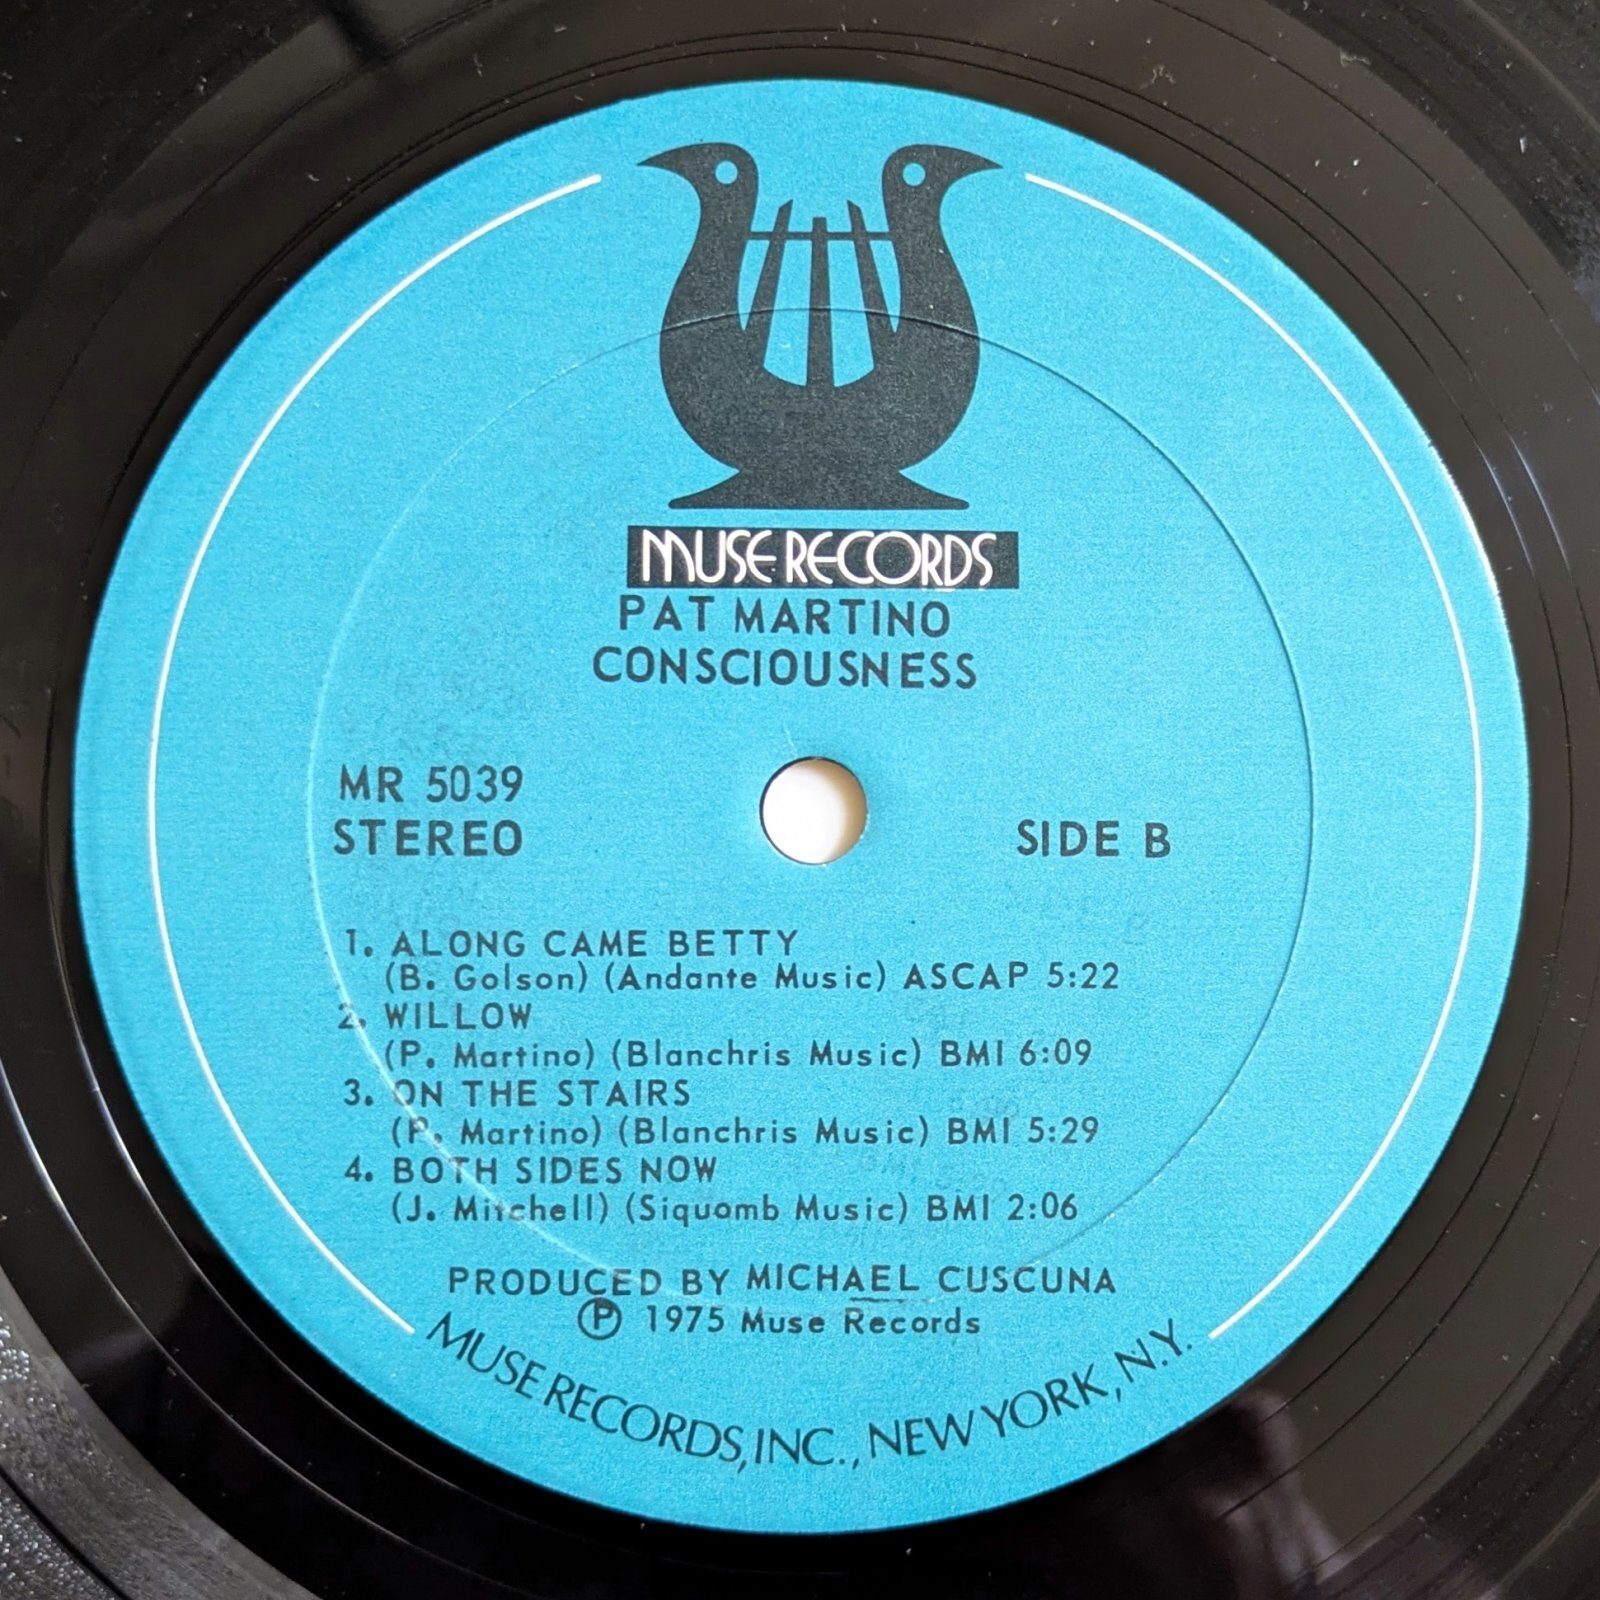 MUSE RECORDS
PAT MARTINO
CONSCIOUSNESS
MR 5039
STEREO
SIDE B
1. ALONG CAME BETTY
(B. Golson) (Andante Music) ASCAP 5:22
2. WILLOW
(P. Martino) (Blanchris Music) BMI 6:09
3. ON THE STAIRS
(P. Martino) (Blanchris Music) BMI 5:29
4. BOTH SIDES NOW
(J. Mitchell) (Siquomb Music) BMI 2:06
PRODUCED BY MICHAEL CUSCUNA
Ⓟ 1975 Muse Records
MUSE RECORDS, INC., NEW YORK, N.Y.